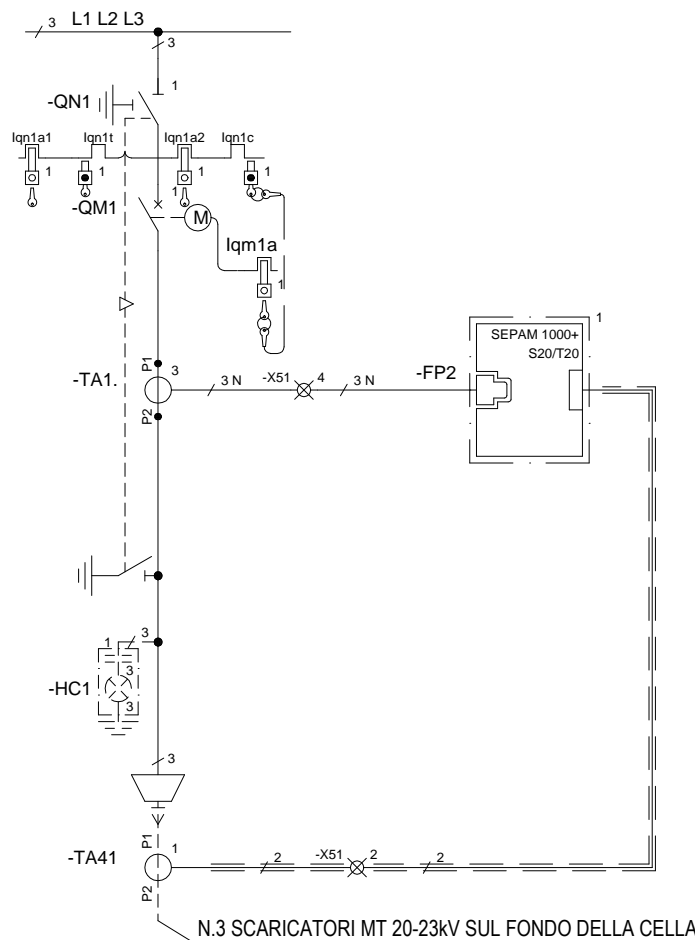 3 L1 L2 L3
3
1
-QN1
Iqn1a1 Iqn1t Iqn1a2 Iqn1c
1 1 1 1
-QM1 1
M
Iqm1a
1
1
SEPAM 1000+
S20/T20
P1
3
-TA1. 3 N -X51 4 3 N -FP2
P2
1 3
3
-HC1
3
3
P1
1
-TA41 2 -X51 2 2
P2
N.3 SCARICATORI MT 20-23kV SUL FONDO DELLA CELLA